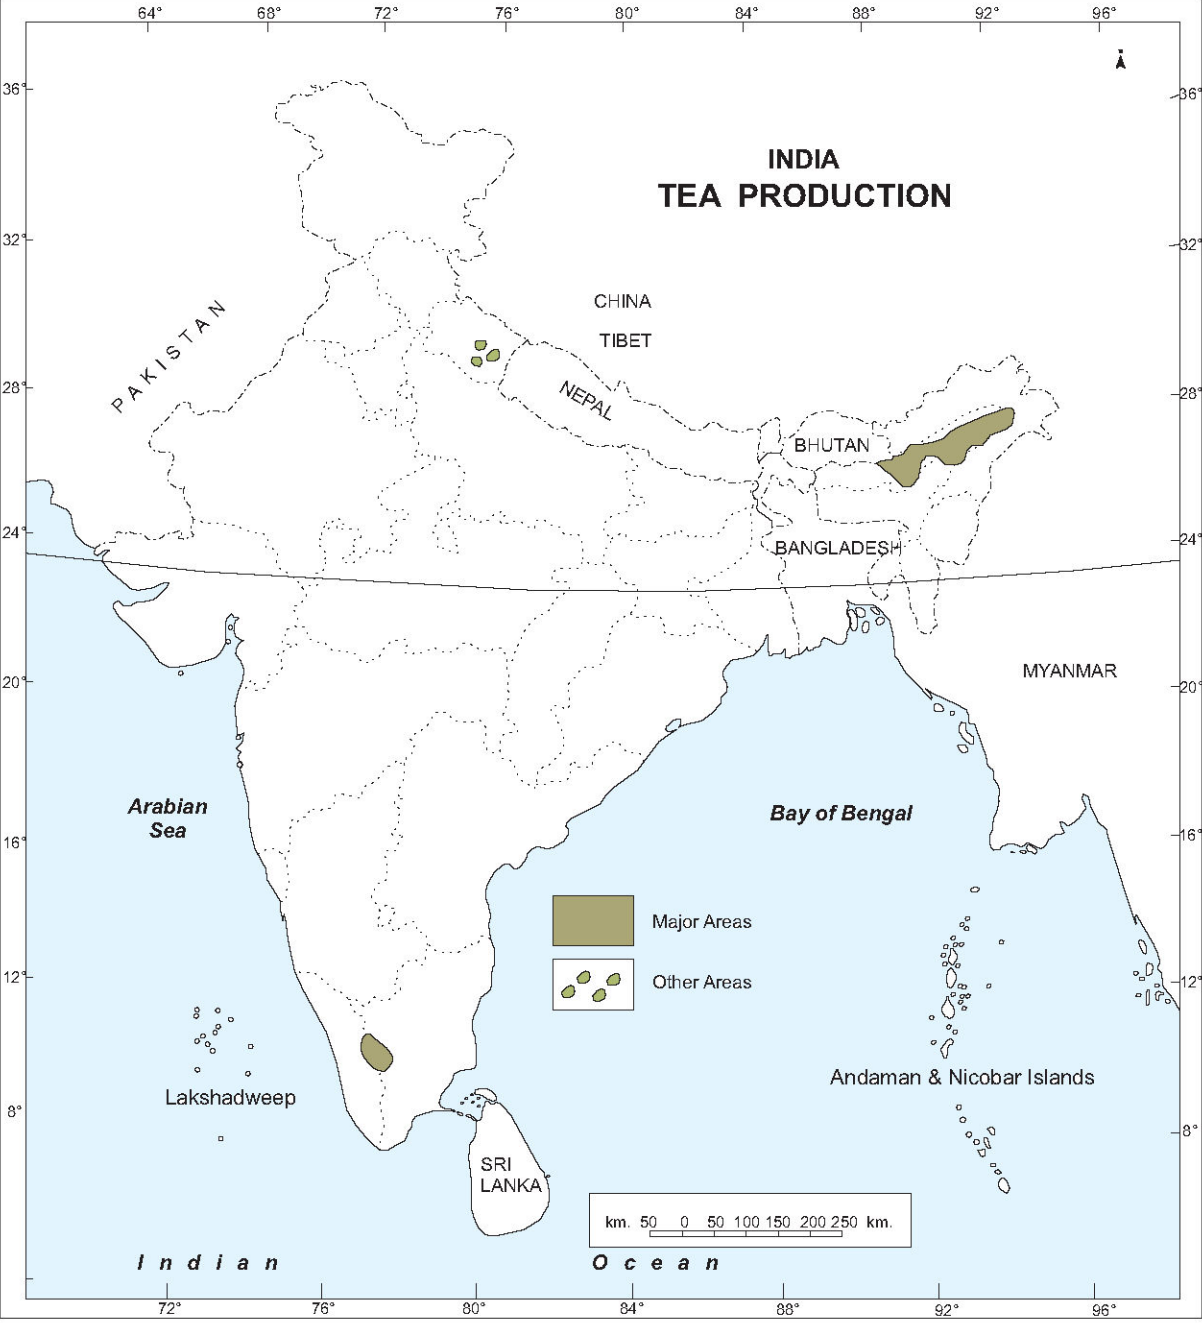 64° 68° 72° 76° 80° 84° 88° 92° 96°
36° 36°
INDIA
TEA PRODUCTION
32° 32°
PAKISTAN
CHINA
TIBET
28° 28°
NEPAL
BHUTAN
24° 24°
BANGLADESH
MYANMAR
20° 20°
Arabian
Sea
Bay of Bengal
16° 16°
Major Areas
Other Areas
12° 12°
Lakshadweep
Andaman & Nicobar Islands
8° 8°
SRI
LANKA
km. 50 0 50 100 150 200 250 km.
Indian Ocean
72° 76° 80° 84° 88° 92° 96°